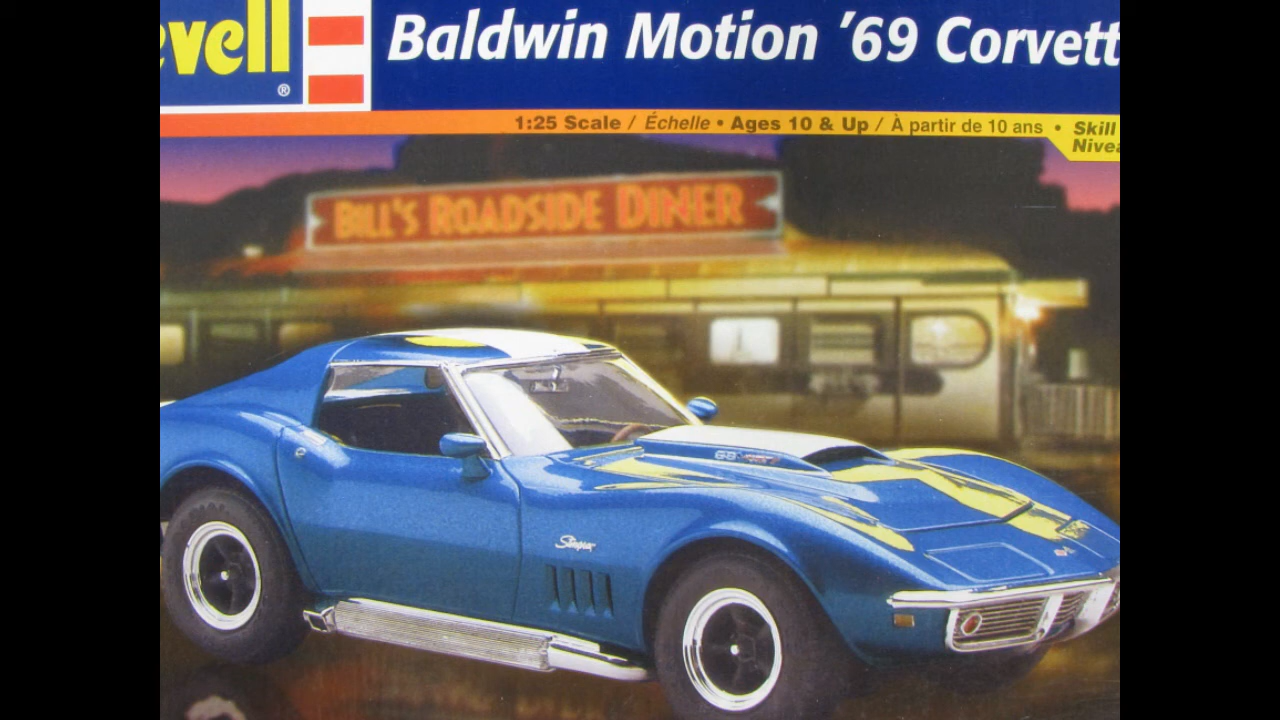 evell
®
Baldwin Motion '69 Corvett
1:25 Scale / Échelle • Ages 10 & Up / À partir de 10 ans • Skill
Nivea
BILL'S ROADSIDE DINER
Stingray